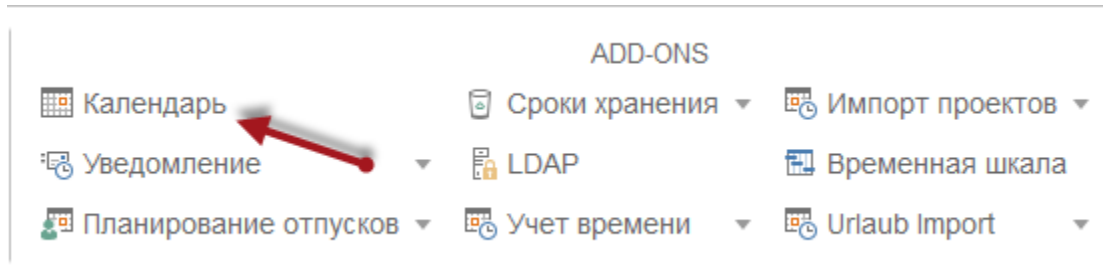 ADD-ONS
Календарь
Сроки хранения
Импорт проектов
Уведомление
LDAP
Временная шкала
Планирование отпусков
Учет времени
Urlaub Import